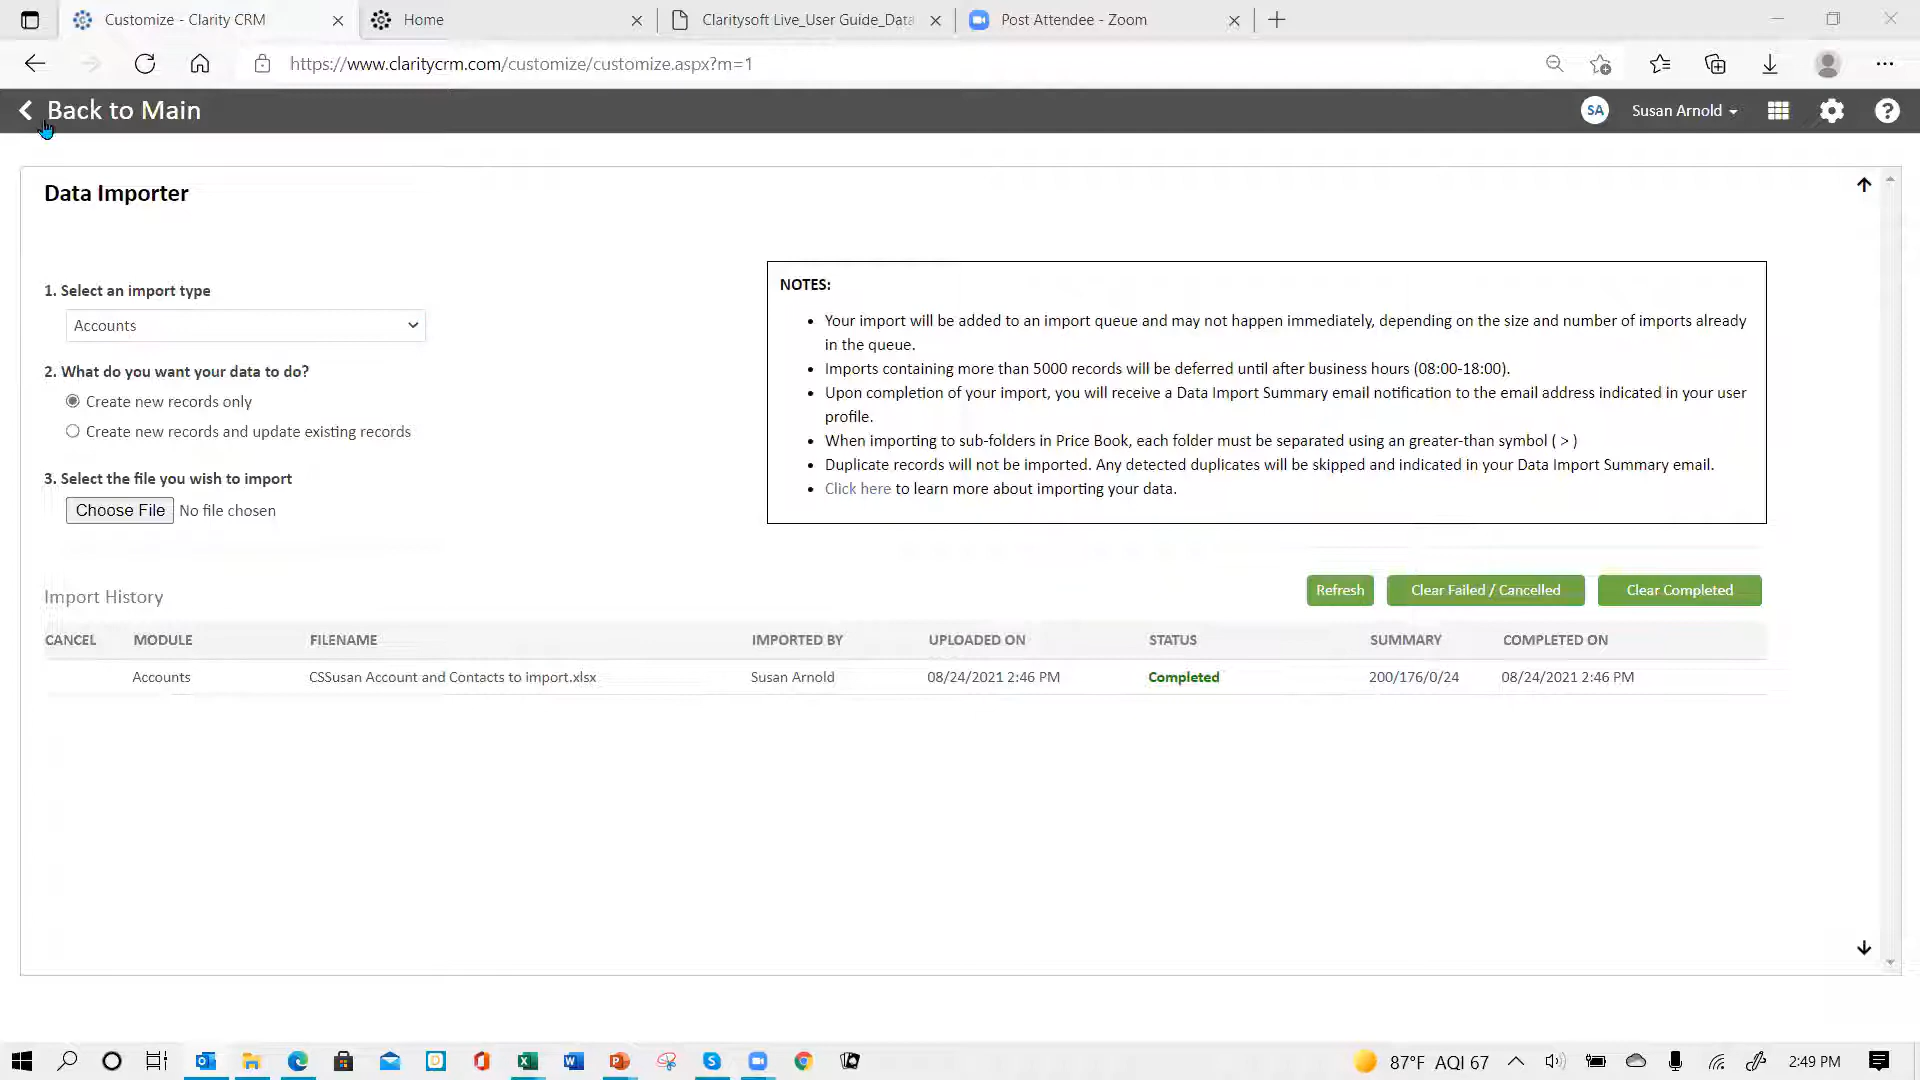 Customize - Clarity CRM
Home
Claritysoft Live_User Guide_Data
Post Attendee - Zoom
https://www.claritycrm.com/customize/customize.aspx?m=1
Back to Main
SA
Susan Arnold
Data Importer
1. Select an import type
Accounts
2. What do you want your data to do?
Create new records only
Create new records and update existing records
3. Select the file you wish to import
Choose File No file chosen
NOTES:
• Your import will be added to an import queue and may not happen immediately, depending on the size and number of imports already
in the queue.
• Imports containing more than 5000 records will be deferred until after business hours (08:00-18:00).
• Upon completion of your import, you will receive a Data Import Summary email notification to the email address indicated in your user
profile.
• When importing to sub-folders in Price Book, each folder must be separated using an greater-than symbol ( > )
• Duplicate records will not be imported. Any detected duplicates will be skipped and indicated in your Data Import Summary email.
• Click here to learn more about importing your data.
Import History
Refresh
Clear Failed / Cancelled
Clear Completed
CANCEL MODULE FILENAME IMPORTED BY UPLOADED ON STATUS SUMMARY COMPLETED ON
Accounts CSSusan Account and Contacts to import.xlsx Susan Arnold 08/24/2021 2:46 PM Completed 200/176/0/24 08/24/2021 2:46 PM
87°F AQI 67
2:49 PM